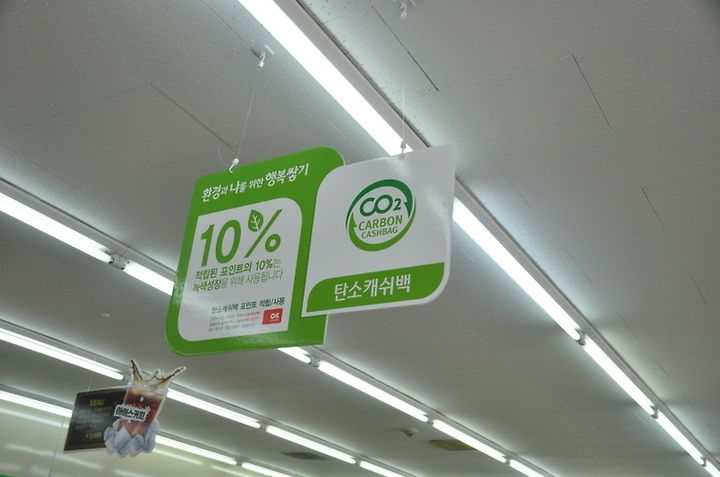 환경과 나를 위한 행복쌓기
10%
적립된 포인트의 10%는
녹색성장을 위해 사용됩니다
탄소캐쉬백 포인트 적립/사용
OK
CO2
CARBON
CASHBAG
탄소캐쉬백
MENU
아이스커피